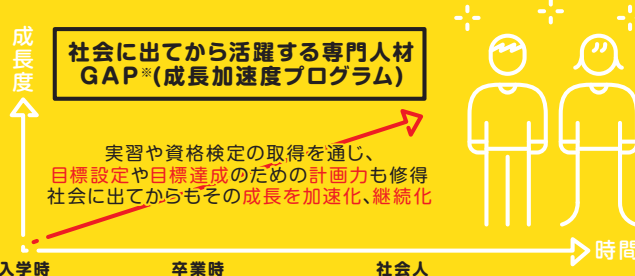 成長度
社会に出てから活躍する専門人材
GAP※(成長加速度プログラム)
実習や資格検定の取得を通じ、
目標設定や目標達成のための計画力も修得
社会に出てからもその成長を加速化、継続化
時間
入学時 卒業時 社会人